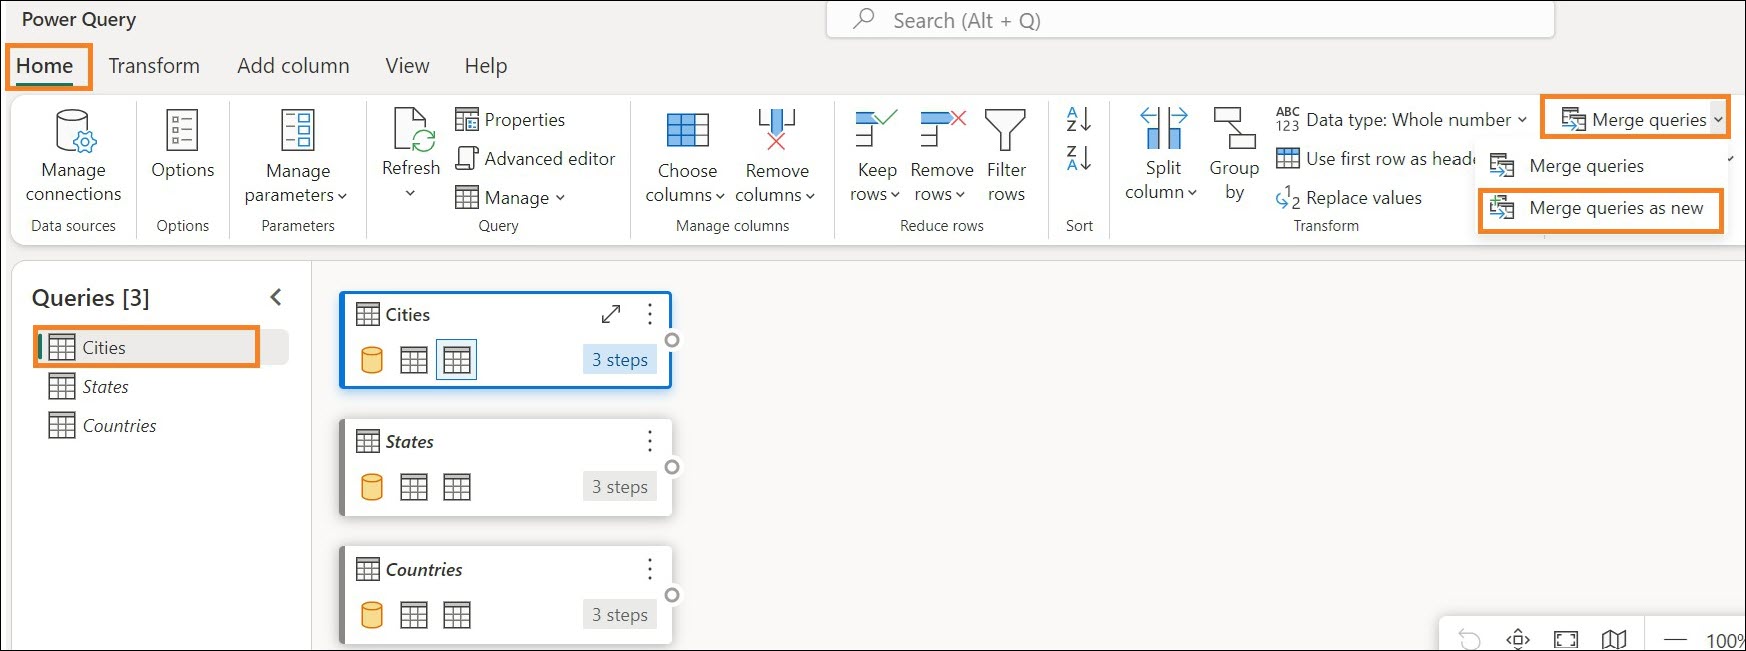 Power Query
Search (Alt + Q)
Home
Transform
Add column
View
Help
Manage
connections
Data sources
Options
Options
Manage
parameters
Parameters
Refresh
Properties
Advanced editor
Manage
Query
Choose
columns
Remove
columns
Manage columns
Keep
rows
Remove
rows
Filter
rows
Reduce rows
A
Z
Z
A
Sort
Split
column
Group
by
ABC
123
Data type: Whole number
Use first row as heade
1
2
Replace values
Transform
Merge queries
Merge queries
Merge queries as new
Queries [3]
Cities
States
Countries
Cities
3 steps
States
3 steps
Countries
3 steps
100%